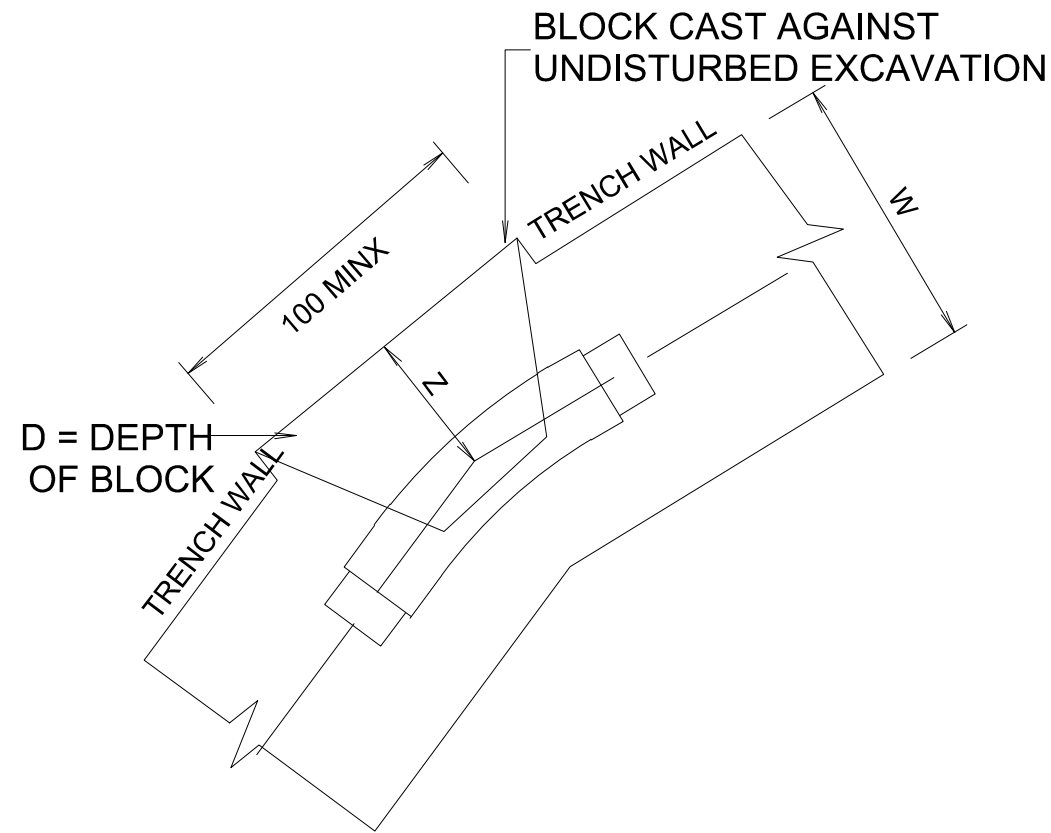 BLOCK CAST AGAINST
UNDISTURBED EXCAVATION
TRENCH WALL
W
100 MINX
Z
D = DEPTH
OF BLOCK
TRENCH WALL